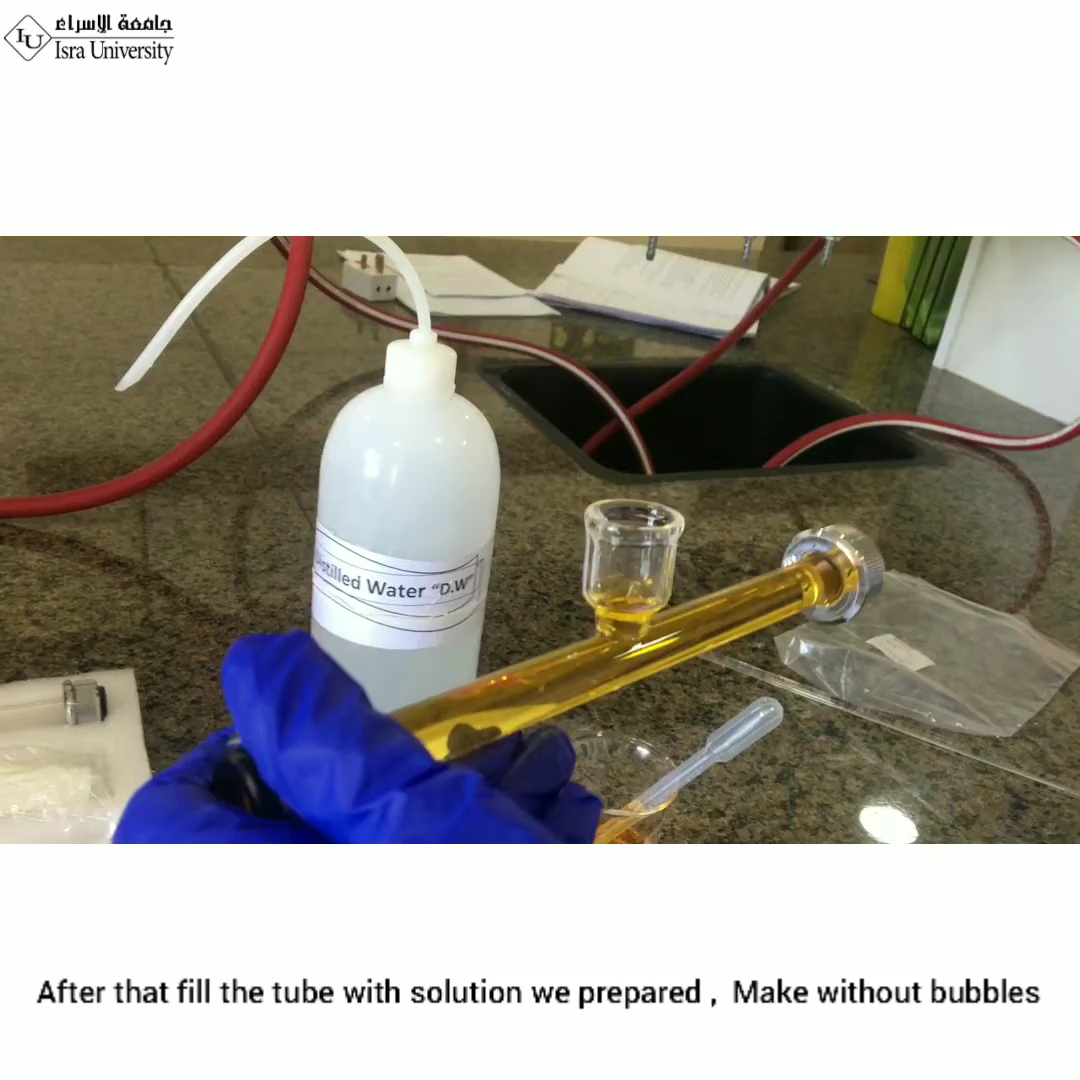 جامعة الإسراء
IU
Isra University
Distilled Water "D.W"
After that fill the tube with solution we prepared , Make without bubbles